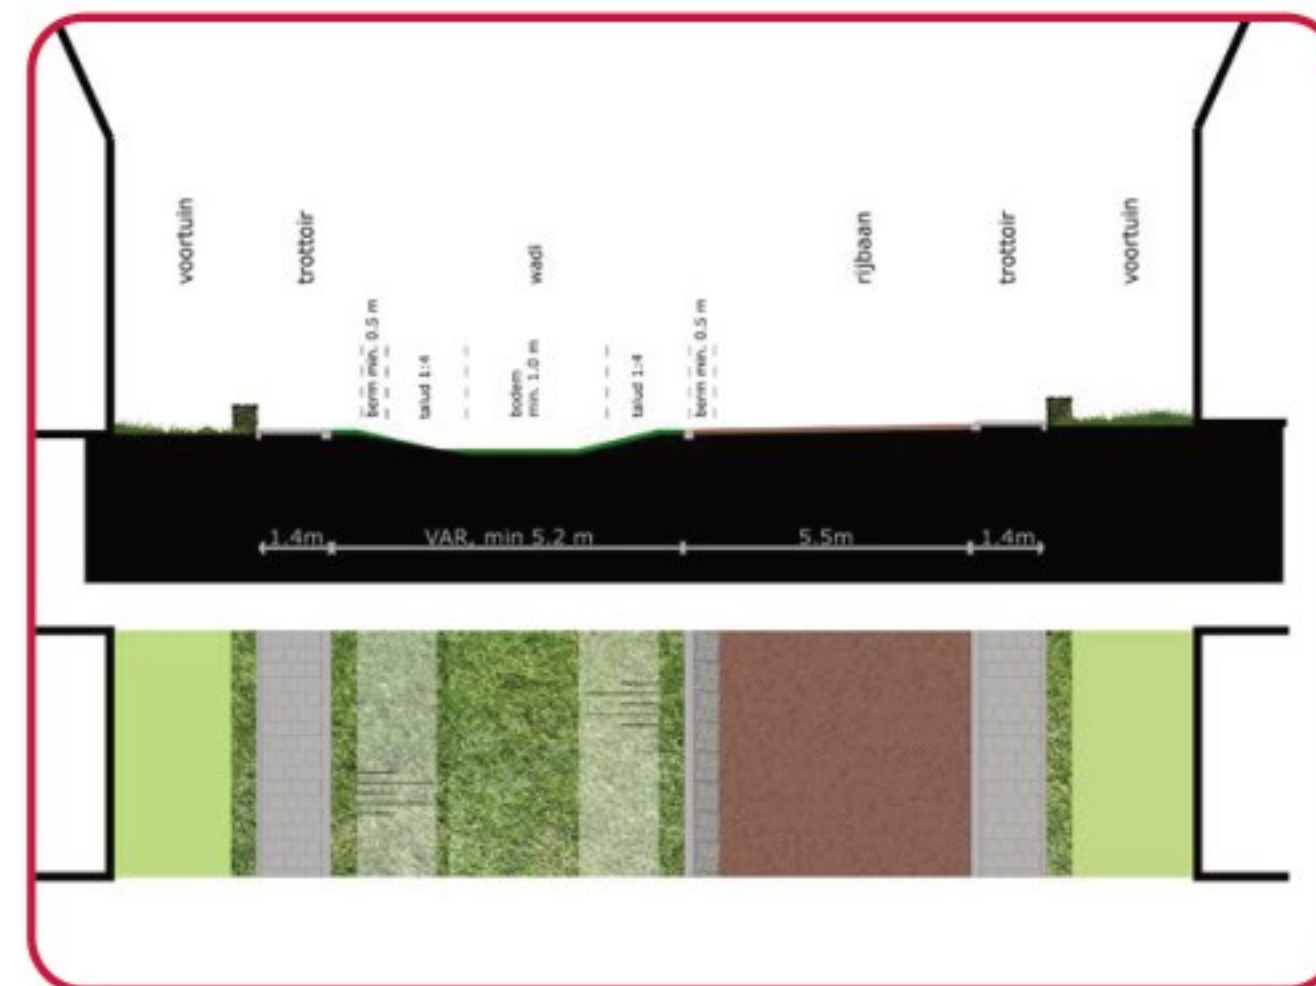 voortuin
trottoir
wadi
rijbaan
trottoir
voortuin
berm min. 0.5 m
talud 1:4
bodem
min. 1.0 m
talud 1:4
berm min. 0.5 m
1.4m
VAR, min 5.2 m
5.5m
1.4m